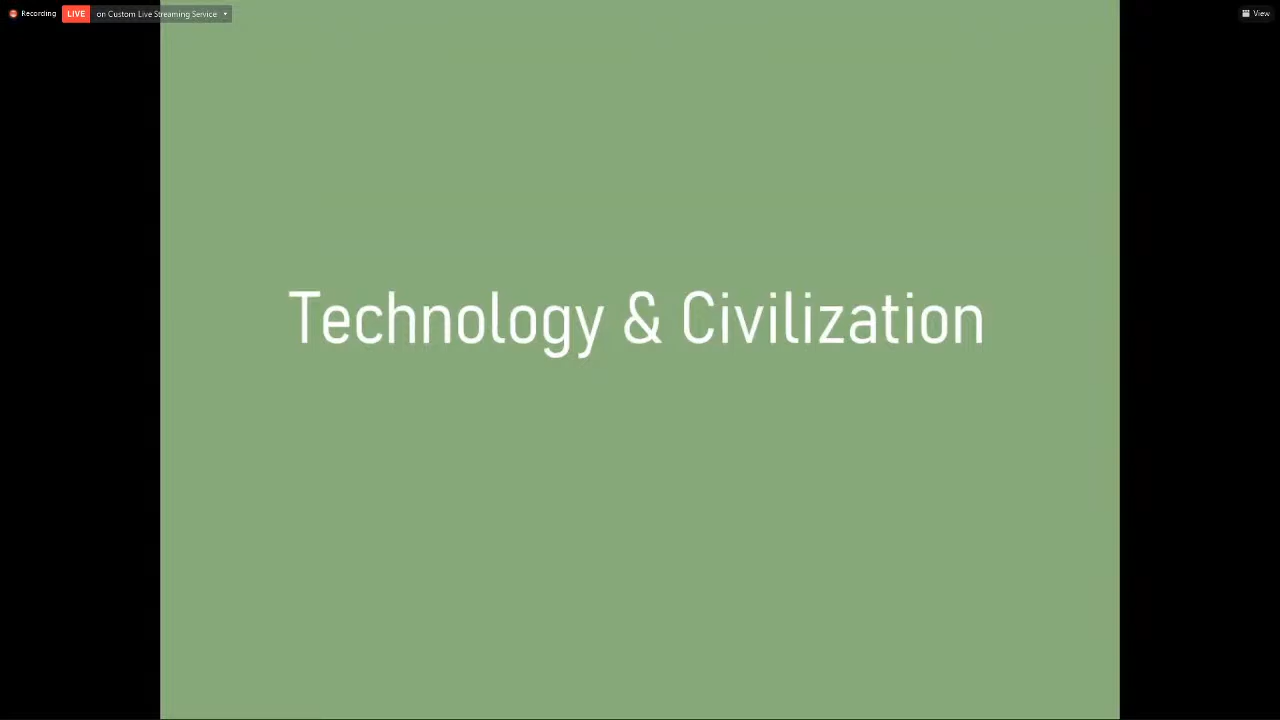 Recording LIVE on Custom Live Streaming Service
View
Technology & Civilization